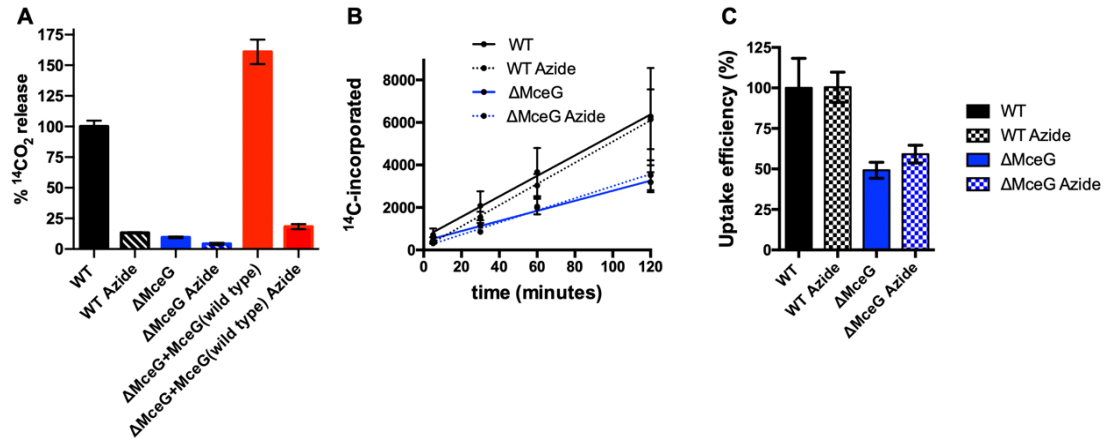 A
% ¹⁴CO₂ release
175
150
125
100
75
50
25
0
WT
WT Azide
ΔMceG
ΔMceG Azide
ΔMceG+MceG(wild type)
ΔMceG+MceG(wild type) Azide
B
WT
WT Azide
ΔMceG
ΔMceG Azide
¹⁴C-incorporated
8000
6000
4000
2000
0
0 20 40 60 80 100 120
time (minutes)
C
Uptake efficiency (%)
125
100
75
50
25
0
WT
WT Azide
ΔMceG
ΔMceG Azide
WT
WT Azide
ΔMceG
ΔMceG Azide